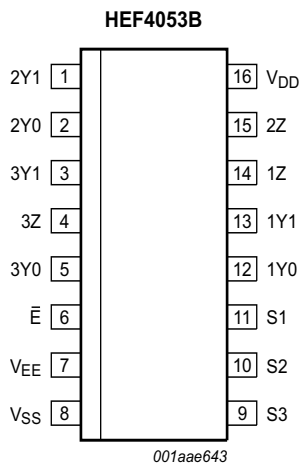 HEF4053B
2Y1 1 16 VDD
2Y0 2 15 2Z
3Y1 3 14 1Z
3Z 4 13 1Y1
3Y0 5 12 1Y0
E̅ 6 11 S1
VEE 7 10 S2
VSS 8 9 S3
001aae643